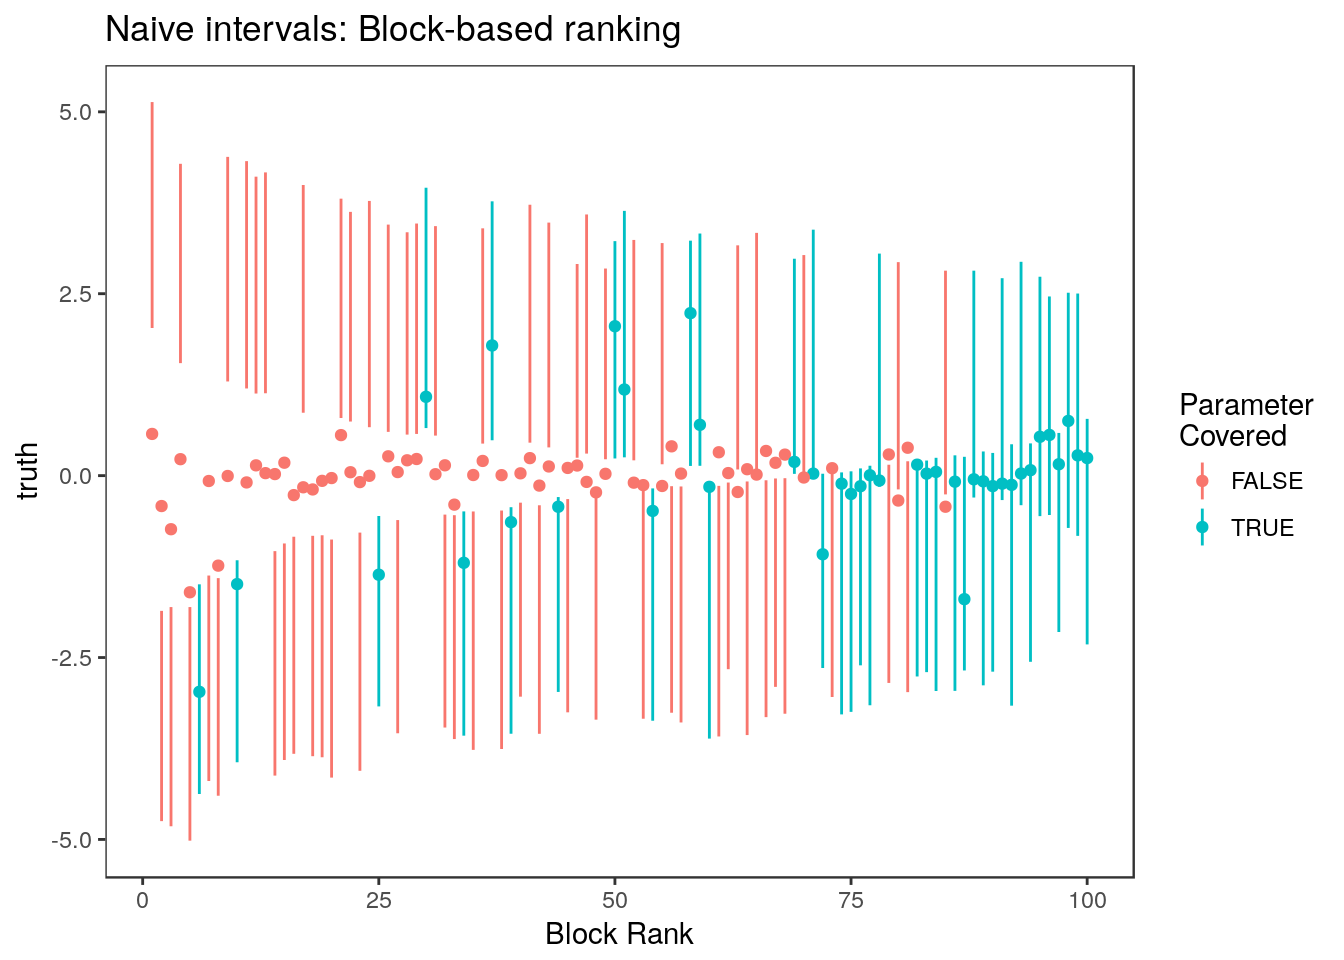 Naive intervals: Block-based ranking
5.0
2.5
0.0
-2.5
-5.0
truth
0 25 50 75 100
Block Rank
Parameter
Covered
FALSE
TRUE